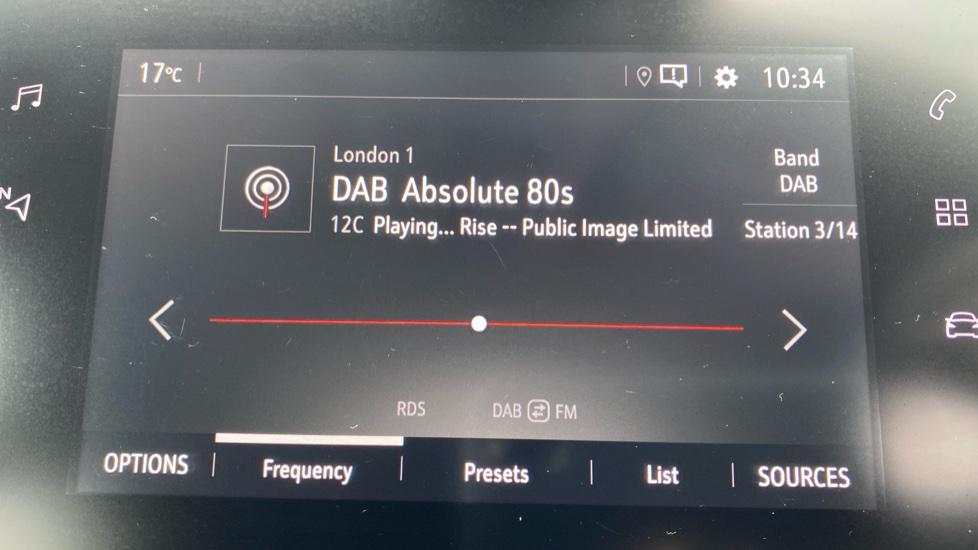 17°C
10:34
London 1
DAB Absolute 80s
12C Playing... Rise -- Public Image Limited
Band
DAB
Station 3/14
N
RDS
DAB FM
OPTIONS Frequency Presets List SOURCES